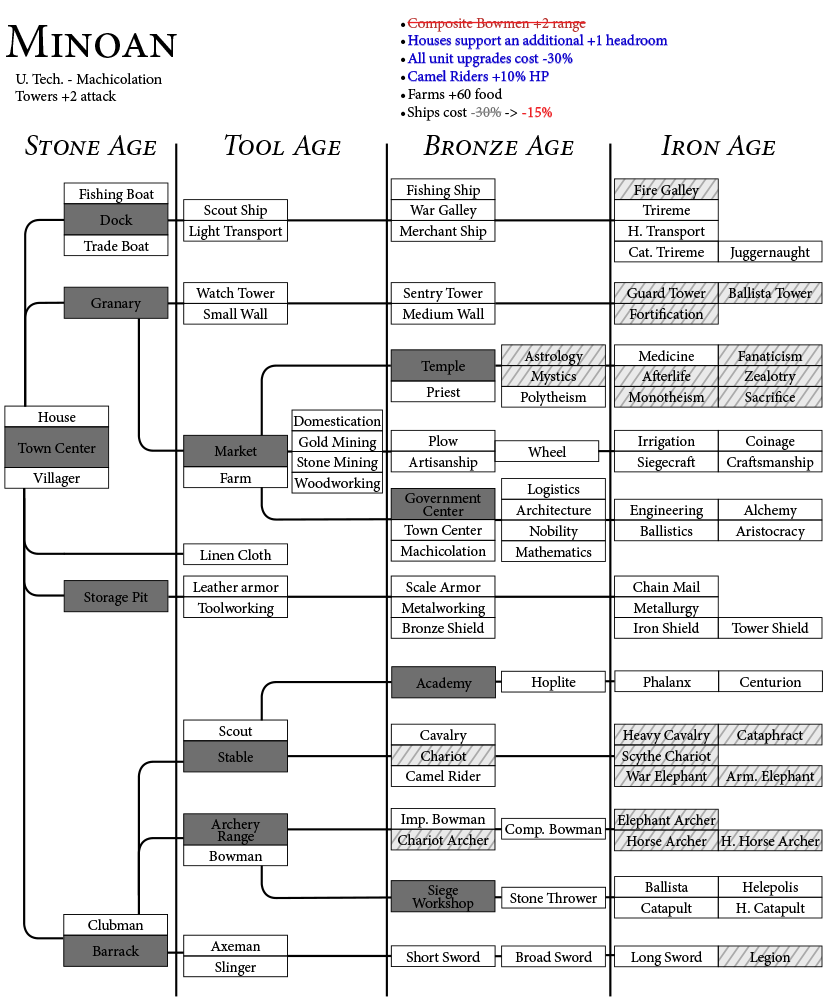 MINOAN
U. Tech. - Machicolation
Towers +2 attack
• Composite Bowmen +2 range
• Houses support an additional +1 headroom
• All unit upgrades cost -30%
• Camel Riders +10% HP
• Farms +60 food
• Ships cost -30% -> -15%
STONE AGE
TOOL AGE
BRONZE AGE
IRON AGE
Fishing Boat
Dock
Trade Boat
Scout Ship
Light Transport
Fishing Ship
War Galley
Merchant Ship
Fire Galley
Trireme
H. Transport
Cat. Trireme
Juggernaught
Granary
Watch Tower
Small Wall
Sentry Tower
Medium Wall
Guard Tower
Ballista Tower
Fortification
Temple
Priest
Astrology
Mystics
Polytheism
Medicine
Fanaticism
Afterlife
Zealotry
Monotheism
Sacrifice
House
Town Center
Villager
Market
Farm
Domestication
Gold Mining
Stone Mining
Woodworking
Plow
Artisanship
Wheel
Irrigation
Coinage
Siegecraft
Craftsmanship
Government
Center
Town Center
Machicolation
Logistics
Architecture
Nobility
Mathematics
Engineering
Alchemy
Ballistics
Aristocracy
Linen Cloth
Storage Pit
Leather armor
Toolworking
Scale Armor
Metalworking
Bronze Shield
Chain Mail
Metallurgy
Iron Shield
Tower Shield
Academy
Hoplite
Phalanx
Centurion
Scout
Stable
Cavalry
Chariot
Camel Rider
Heavy Cavalry
Cataphract
Scythe Chariot
War Elephant
Arm. Elephant
Archery
Range
Bowman
Imp. Bowman
Chariot Archer
Comp. Bowman
Elephant Archer
Horse Archer
H. Horse Archer
Siege
Workshop
Stone Thrower
Ballista
Helepolis
Catapult
H. Catapult
Clubman
Barrack
Axeman
Slinger
Short Sword
Broad Sword
Long Sword
Legion